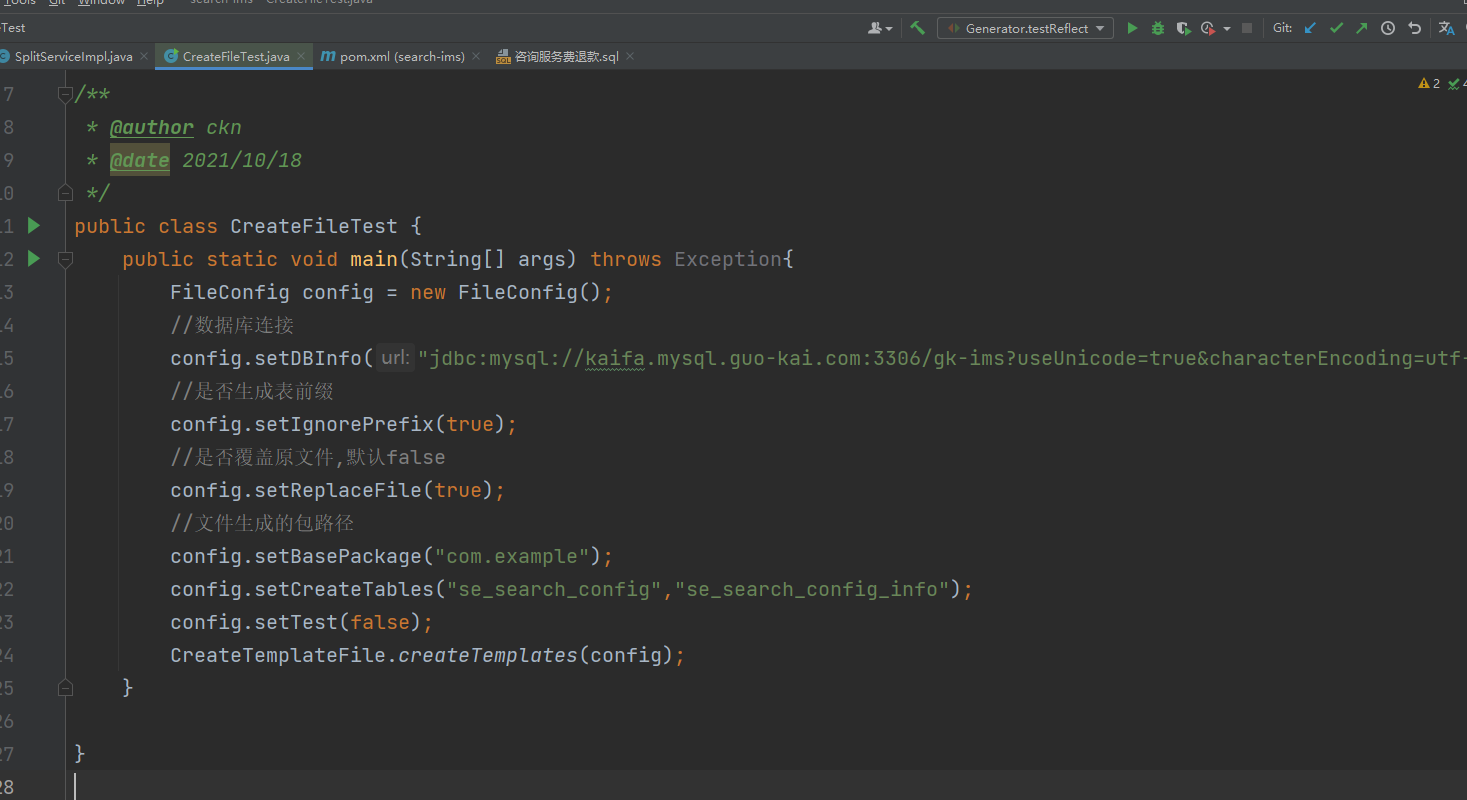 Tools Git Window Help search-ims - CreateFileTest.java
Test Generator.testReflect Git:
SplitServiceImpl.java CreateFileTest.java pom.xml (search-ims) 咨询服务费退款.sql
7 /** 2 4
8 * @author ckn
9 * @date 2021/10/18
10 */
11 public class CreateFileTest {
12 public static void main(String[] args) throws Exception{
13 FileConfig config = new FileConfig();
14 //数据库连接
15 config.setDBInfo( url: "jdbc:mysql://kaifa.mysql.guo-kai.com:3306/gk-ims?useUnicode=true&characterEncoding=utf-
16 //是否生成表前缀
17 config.setIgnorePrefix(true);
18 //是否覆盖原文件,默认false
19 config.setReplaceFile(true);
20 //文件生成的包路径
21 config.setBasePackage("com.example");
22 config.setCreateTables("se_search_config","se_search_config_info");
23 config.setTest(false);
24 CreateTemplateFile.createTemplates(config);
25 }
26
27 }
28